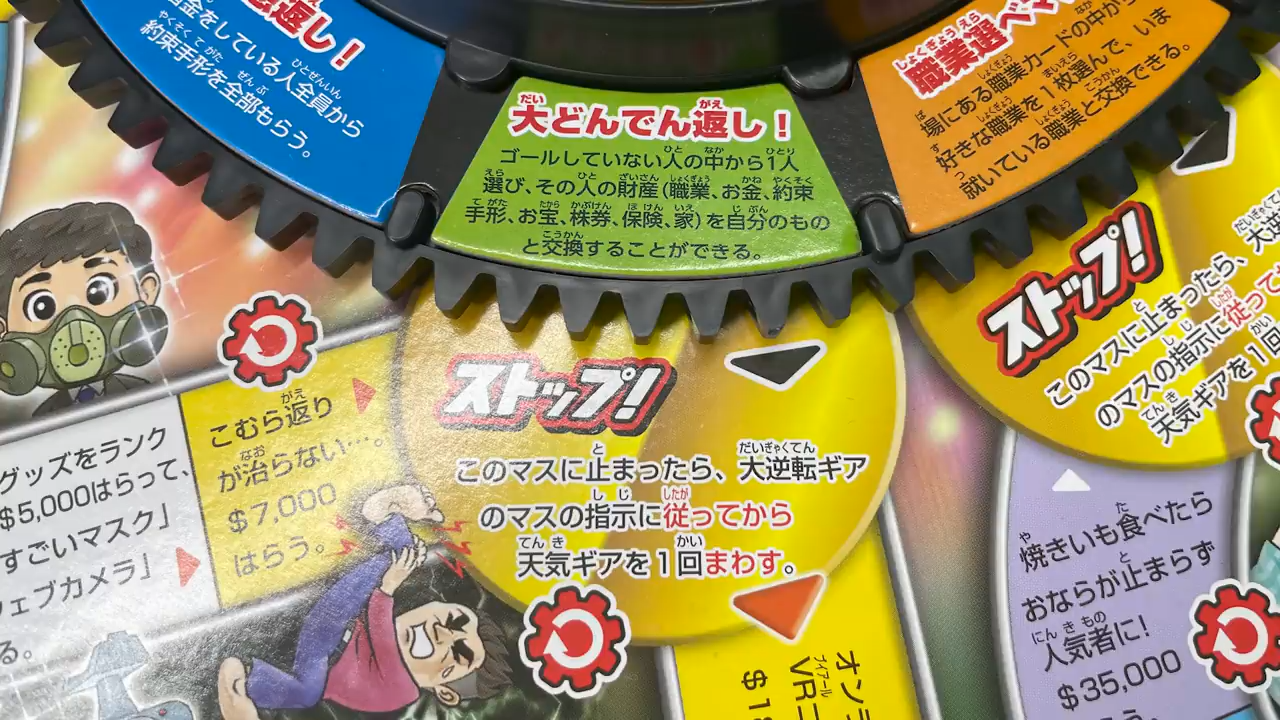 返し！
金をしている人全員から
約束手形を全部もらう。
大どんでん返し！
ゴールしていない人の中から1人
選び、その人の財産（職業、お金、約束
手形、お宝、株券、保険、家）を自分のもの
と交換することができる。
職業選べ
場にある職業カードの中から
好きな職業を1枚選んで、いま
就いている職業と交換できる。
グッズをランク
$5,000はらって、
すごいマスク」
ェブカメラ」
る。
こむら返り
が治らない…。
$7,000
はらう。
ストップ！
このマスに止まったら、大逆転ギア
のマスの指示に従ってから
天気ギアを1回まわす。
ストップ！
このマスに止まったら、大逆
のマスの指示に従って
天気ギアを1回
焼きいも食べたら
おならが止まらず
人気者に！
$35,000
オン
VR
$1